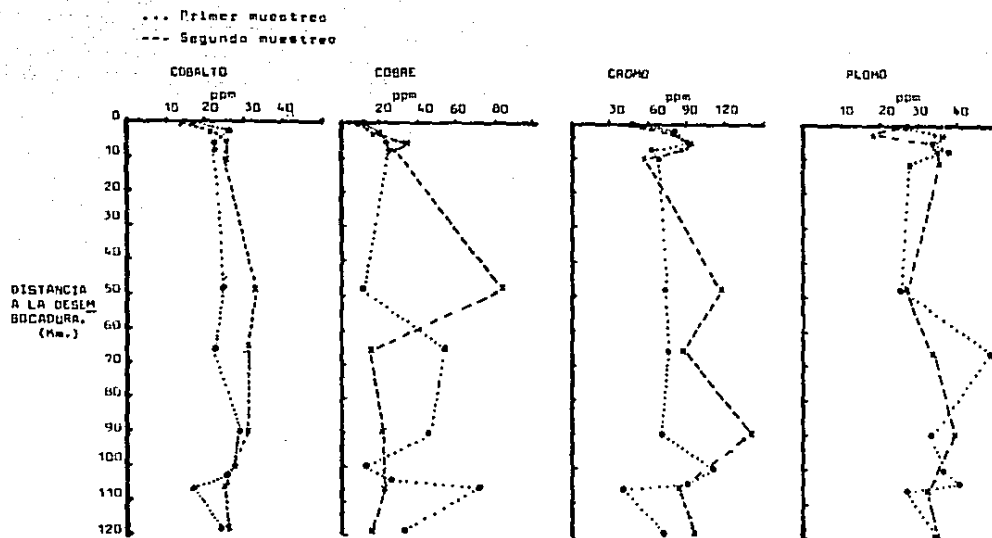 ... Primer muestreo
--- Segundo muestreo
COBALTO
COBRE
CROMO
PLOMO
ppm
ppm
ppm
ppm
10 20 30 40
20 40 80
30 60 90 120
10 30 40
0
10
20
30
40
50
60
70
80
90
100
110
120
DISTANCIA
A LA DESEM
BOCADURA.
(Km.)